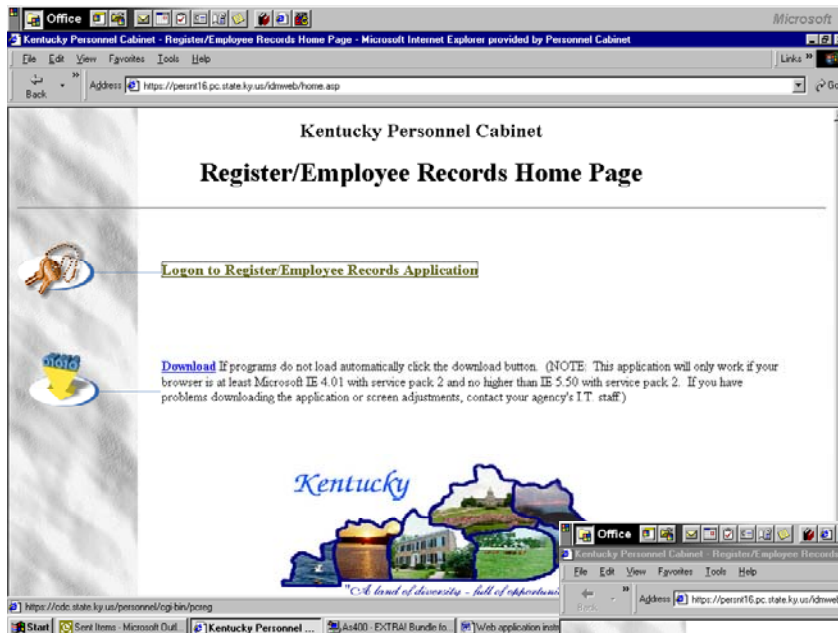 Office
Microsoft
Kentucky Personnel Cabinet - Register/Employee Records Home Page - Microsoft Internet Explorer provided by Personnel Cabinet
File Edit View Favorites Tools Help
Links »
Back
Address https://persnt16.pc.state.ky.us/idmweb/home.asp
Go
Kentucky Personnel Cabinet
Register/Employee Records Home Page
Logon to Register/Employee Records Application
Download If programs do not load automatically click the download button. (NOTE: This application will only work if your
browser is at least Microsoft IE 4.01 with service pack 2 and no higher than IE 5.50 with service pack 2. If you have
problems downloading the application or screen adjustments, contact your agency's I.T. staff.)
Kentucky
"A land of diversity - full of
Office
Kentucky Personnel Cabinet - Register/Employee Records
File Edit View Favorites Tools Help
Back
Address https://persnt16.pc.state.ky.us/idmweb
https://cdc.state.ky.us/personnel/cgi-bin/pcreg
Start
Sent Items - Microsoft Outl...
Kentucky Personnel ...
As400 - EXTRA! Bundle fo...
Web application inst